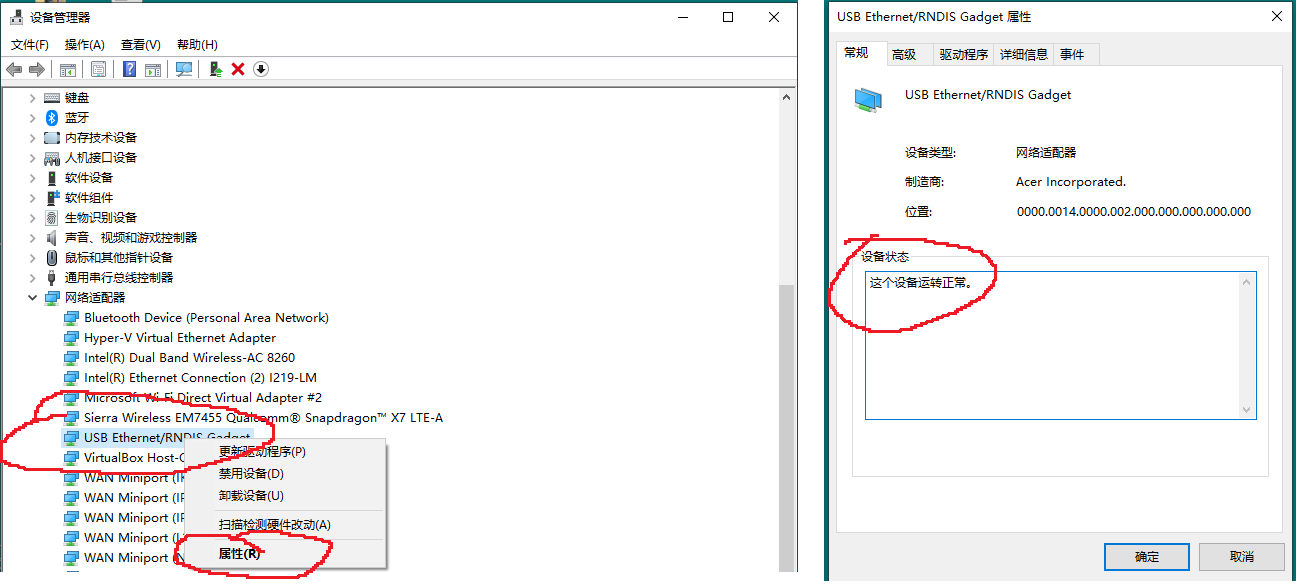 设备管理器
文件(F) 操作(A) 查看(V) 帮助(H)
键盘
蓝牙
内存技术设备
人机接口设备
软件设备
软件组件
生物识别设备
声音、视频和游戏控制器
鼠标和其他指针设备
通用串行总线控制器
网络适配器
Bluetooth Device (Personal Area Network)
Hyper-V Virtual Ethernet Adapter
Intel(R) Dual Band Wireless-AC 8260
Intel(R) Ethernet Connection (2) I219-LM
Microsoft Wi-Fi Direct Virtual Adapter #2
Sierra Wireless EM7455 Qualcomm® Snapdragon™ X7 LTE-A
USB Ethernet/RNDIS Gadget
VirtualBox Host-
WAN Miniport (I
WAN Miniport (IP
WAN Miniport (IP
WAN Miniport (L
WAN Miniport (N
更新驱动程序(P)
禁用设备(D)
卸载设备(U)
扫描检测硬件改动(A)
属性(R)
USB Ethernet/RNDIS Gadget 属性
常规 高级 驱动程序 详细信息 事件
USB Ethernet/RNDIS Gadget
设备类型: 网络适配器
制造商: Acer Incorporated.
位置: 0000.0014.0000.002.000.000.000.000.000
设备状态
这个设备运转正常。
确定 取消